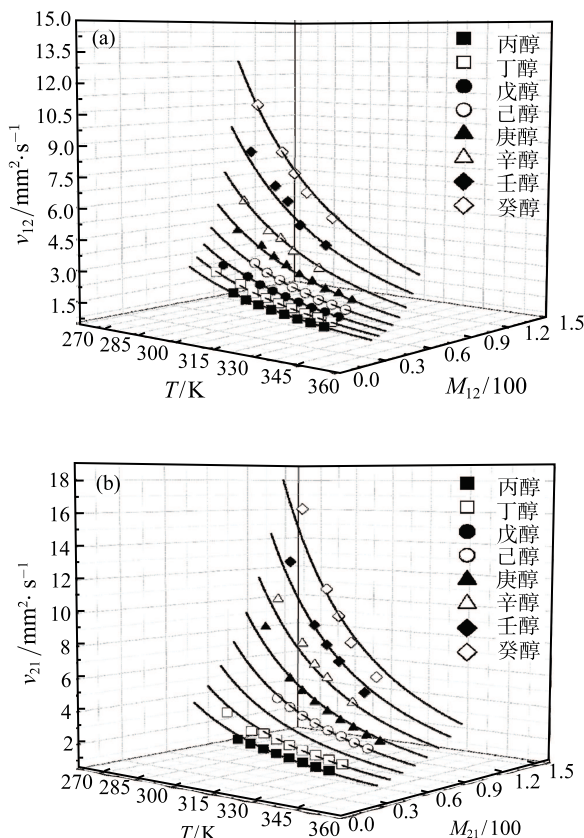 15.0
(a)
13.5
12.0
10.5
9.0
7.5
6.0
4.5
3.0
1.5
ν₁₂/mm²·s⁻¹
丙醇
丁醇
戊醇
己醇
庚醇
辛醇
壬醇
癸醇
270
285
300
315
330
345
360
T/K
0.0
0.3
0.6
0.9
1.2
1.5
M₁₂/100
18
(b)
16
14
12
10
8
6
4
2
ν₂₁/mm²·s⁻¹
丙醇
丁醇
戊醇
己醇
庚醇
辛醇
壬醇
癸醇
270
285
300
315
330
345
360
T/K
0.0
0.3
0.6
0.9
1.2
1.5
M₂₁/100